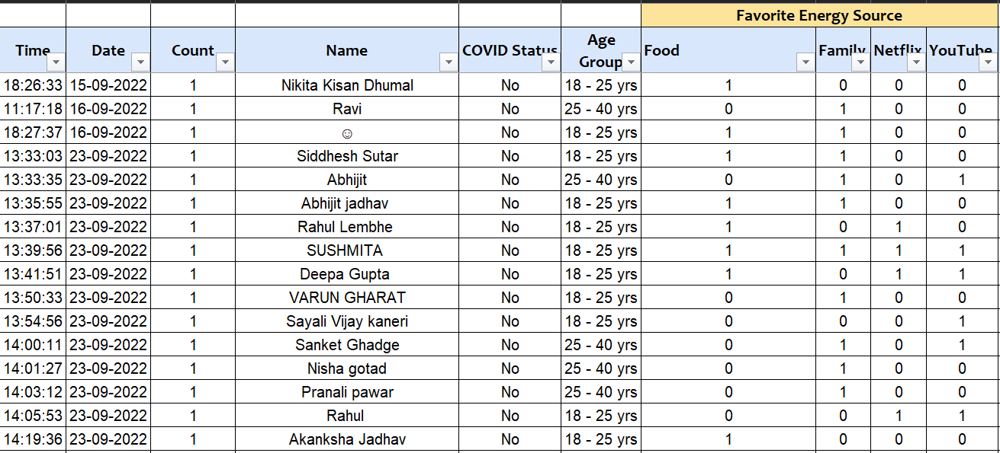 Favorite Energy Source
Time Date Count Name COVID Status Age Group Food Family Netflix YouTube
18:26:33 15-09-2022 1 Nikita Kisan Dhumal No 18 - 25 yrs 1 0 0 0
11:17:18 16-09-2022 1 Ravi No 25 - 40 yrs 0 1 0 0
18:27:37 16-09-2022 1 ☺ No 18 - 25 yrs 1 1 0 0
13:33:03 23-09-2022 1 Siddhesh Sutar No 18 - 25 yrs 1 1 0 0
13:33:35 23-09-2022 1 Abhijit No 25 - 40 yrs 0 1 0 1
13:35:55 23-09-2022 1 Abhijit jadhav No 18 - 25 yrs 1 1 0 0
13:37:01 23-09-2022 1 Rahul Lembhe No 18 - 25 yrs 1 0 1 0
13:39:56 23-09-2022 1 SUSHMITA No 18 - 25 yrs 1 1 1 1
13:41:51 23-09-2022 1 Deepa Gupta No 18 - 25 yrs 1 0 1 1
13:50:33 23-09-2022 1 VARUN GHARAT No 18 - 25 yrs 0 1 0 0
13:54:56 23-09-2022 1 Sayali Vijay kaneri No 18 - 25 yrs 0 0 0 1
14:00:11 23-09-2022 1 Sanket Ghadge No 25 - 40 yrs 0 1 0 1
14:01:27 23-09-2022 1 Nisha gotad No 25 - 40 yrs 0 1 0 0
14:03:12 23-09-2022 1 Pranali pawar No 25 - 40 yrs 0 1 0 0
14:05:53 23-09-2022 1 Rahul No 18 - 25 yrs 0 0 1 1
14:19:36 23-09-2022 1 Akanksha Jadhav No 18 - 25 yrs 1 0 0 0